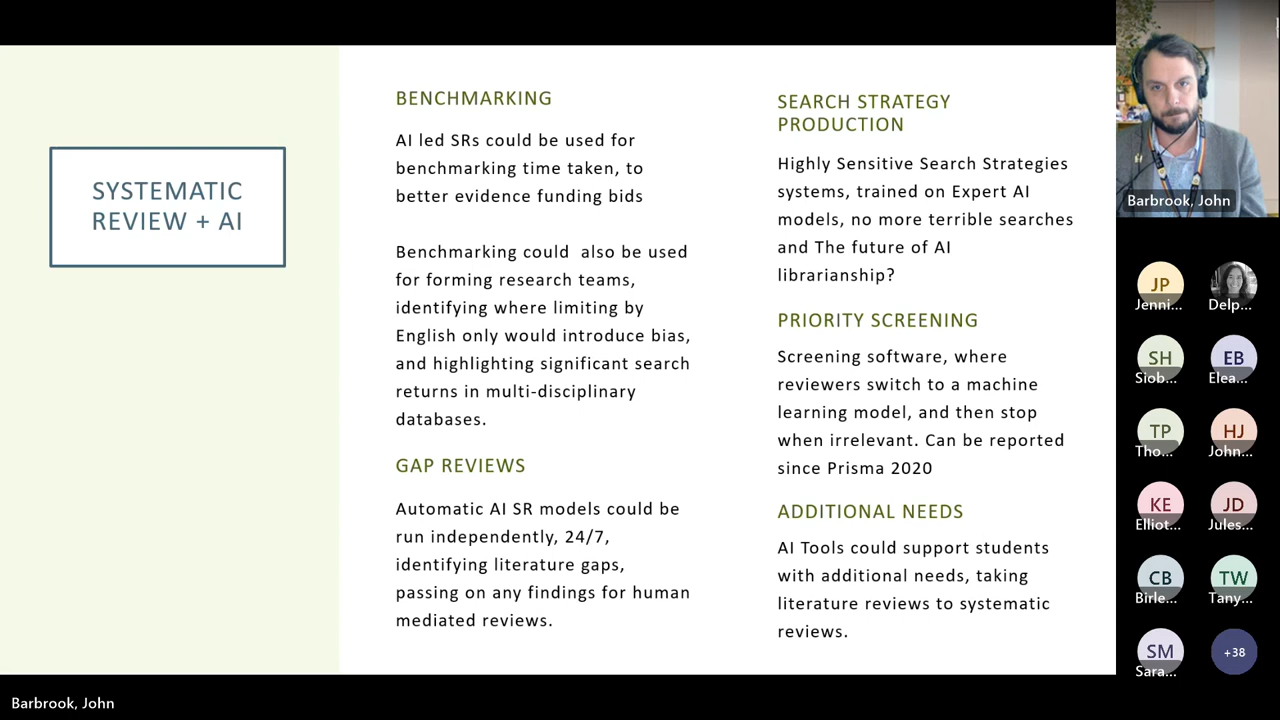 SYSTEMATIC
REVIEW + AI
BENCHMARKING
AI led SRs could be used for
benchmarking time taken, to
better evidence funding bids
Benchmarking could  also be used
for forming research teams,
identifying where limiting by
English only would introduce bias,
and highlighting significant search
returns in multi-disciplinary
databases.
GAP REVIEWS
Automatic AI SR models could be
run independently, 24/7,
identifying literature gaps,
passing on any findings for human
mediated reviews.
SEARCH STRATEGY
PRODUCTION
Highly Sensitive Search Strategies
systems, trained on Expert AI
models, no more terrible searches
and The future of AI
librarianship?
PRIORITY SCREENING
Screening software, where
reviewers switch to a machine
learning model, and then stop
when irrelevant. Can be reported
since Prisma 2020
ADDITIONAL NEEDS
AI Tools could support students
with additional needs, taking
literature reviews to systematic
reviews.
Barbrook, John
JP
Jenni...
Delp...
SH
Siob...
EB
Elea...
TP
Tho...
HJ
John...
KE
Elliot...
JD
Jules...
CB
Birle...
TW
Tany...
SM
Sara...
+38
Barbrook, John